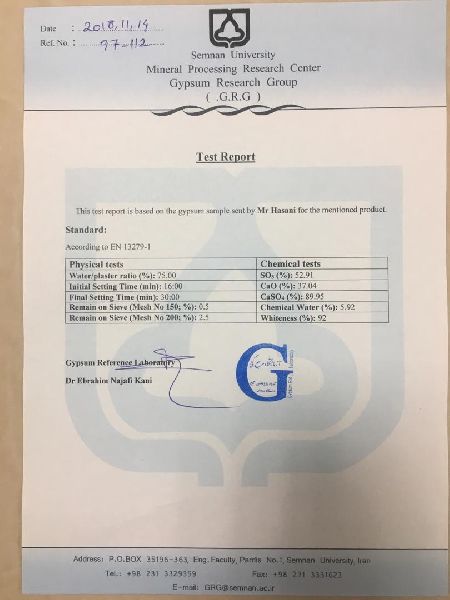 Date : 2018,11,14
Ref. No. : 97-112
Semnan University
Mineral Processing Research Center
Gypsum Research Group
( .G.R.G )
Test Report
This test report is based on the gypsum sample sent by Mr Hasani for the mentioned product.
Standard:
According to EN 13279-1
Physical tests Chemical tests
Water/plaster ratio (%): 75.00 SO₃ (%): 52.91
Initial Setting Time (min): 16:00 CaO (%): 37.04
Final Setting Time (min): 30:00 CaSO₄ (%): 89.95
Remain on Sieve (Mesh No 150; %): 0.5 Chemical Water (%): 5.92
Remain on Sieve (Mesh No 200; %): 2.5 Whiteness (%): 92
Gypsum Reference Laboratory
Dr Ebrahim Najafi Kani
G
Address: P.O.BOX 35196-363, Eng. Faculty, Pardis No.1, Semnan University, Iran
Tel.: +98 231 3329359 Fax: +98 231 3331623
E-mail: GRG@semnan.ac.ir